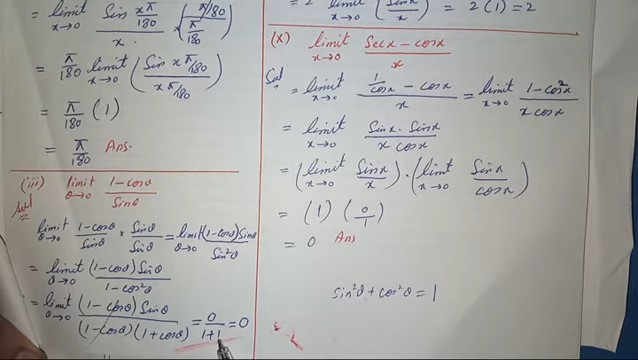 = limit x→0 Sin xπ/180 / x × (π/180 / π/180)
= π/180 limit x→0 (Sin xπ/180 / xπ/180)
= π/180 (1)
= π/180 Ans.
(iii) limit θ→0 1-cosθ / Sinθ
Sol
limit θ→0 1-cosθ / Sinθ × Sinθ / Sinθ = limit θ→0 (1-cosθ) Sinθ / Sin²θ
= limit θ→0 (1-cosθ) Sinθ / 1-cos²θ
= limit θ→0 (1-cosθ) Sinθ / (1-cosθ)(1+cosθ) = 0 / 1+1 = 0
= 2 limit x→0 (Sinx / x) = 2(1) = 2
(x) limit x→0 Secx - cosx / x
Sol
= limit x→0 1/cosx - cosx / x = limit x→0 1-cos²x / x cosx
= limit x→0 Sinx . Sinx / x cosx
= (limit x→0 Sinx / x) . (limit x→0 Sinx / cosx)
= (1) (0/1)
= 0 Ans
sin²θ + cos²θ = 1